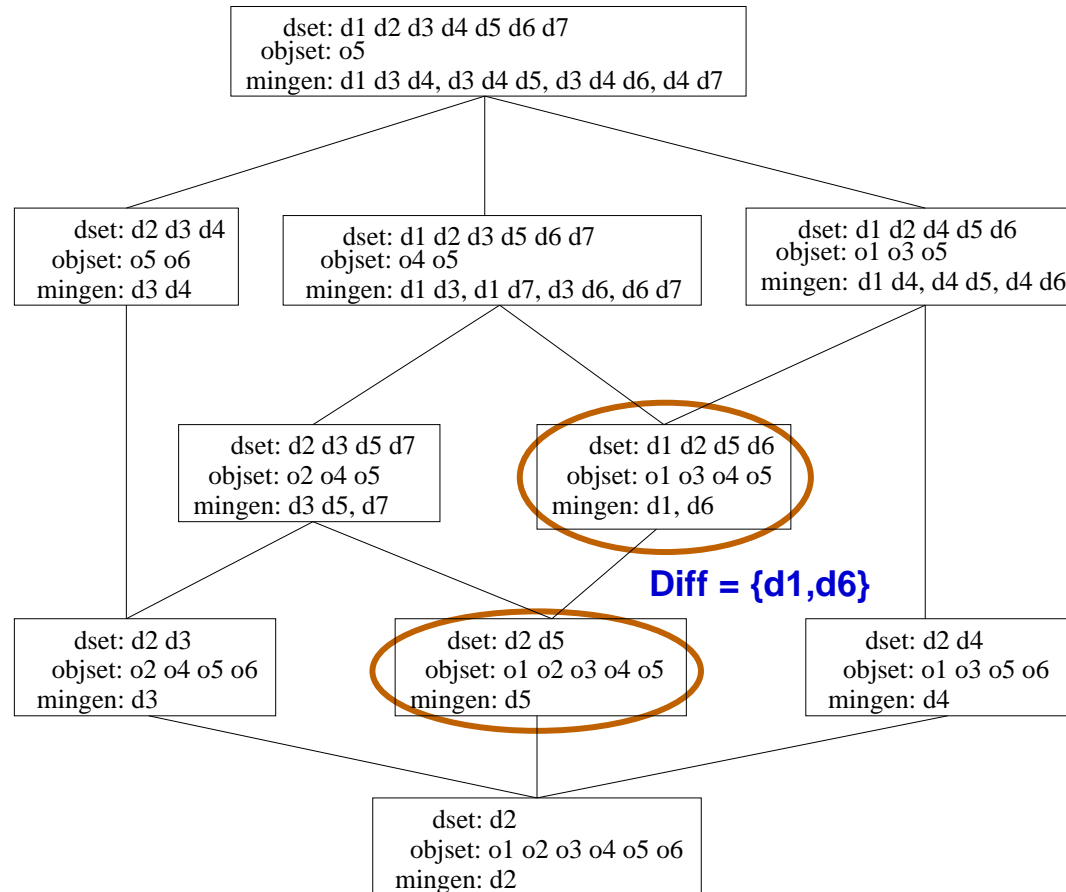 dset: d1 d2 d3 d4 d5 d6 d7
objset: o5
mingen: d1 d3 d4, d3 d4 d5, d3 d4 d6, d4 d7
dset: d2 d3 d4
objset: o5 o6
mingen: d3 d4
dset: d1 d2 d3 d5 d6 d7
objset: o4 o5
mingen: d1 d3, d1 d7, d3 d6, d6 d7
dset: d1 d2 d4 d5 d6
objset: o1 o3 o5
mingen: d1 d4, d4 d5, d4 d6
dset: d2 d3 d5 d7
objset: o2 o4 o5
mingen: d3 d5, d7
dset: d1 d2 d5 d6
objset: o1 o3 o4 o5
mingen: d1, d6
Diff = {d1,d6}
dset: d2 d3
objset: o2 o4 o5 o6
mingen: d3
dset: d2 d5
objset: o1 o2 o3 o4 o5
mingen: d5
dset: d2 d4
objset: o1 o3 o5 o6
mingen: d4
dset: d2
objset: o1 o2 o3 o4 o5 o6
mingen: d2